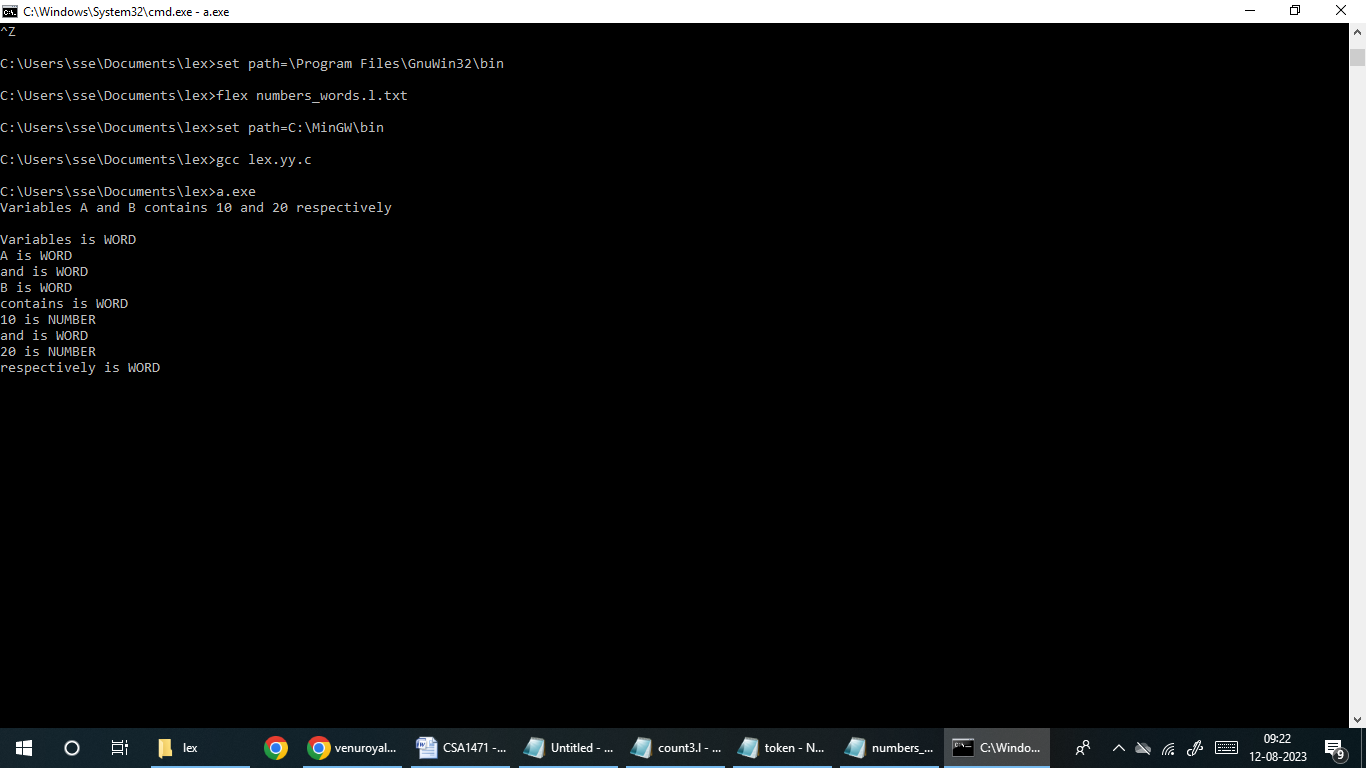 C:\Windows\System32\cmd.exe - a.exe
^Z
C:\Users\sse\Documents\lex>set path=\Program Files\GnuWin32\bin
C:\Users\sse\Documents\lex>flex numbers_words.l.txt
C:\Users\sse\Documents\lex>set path=C:\MinGW\bin
C:\Users\sse\Documents\lex>gcc lex.yy.c
C:\Users\sse\Documents\lex>a.exe
Variables A and B contains 10 and 20 respectively
Variables is WORD
A is WORD
and is WORD
B is WORD
contains is WORD
10 is NUMBER
and is WORD
20 is NUMBER
respectively is WORD
lex venuroyal... CSA1471 -... Untitled - ... count3.l - ... token - N... numbers_... C:\Windo... 09:22
12-08-2023 9